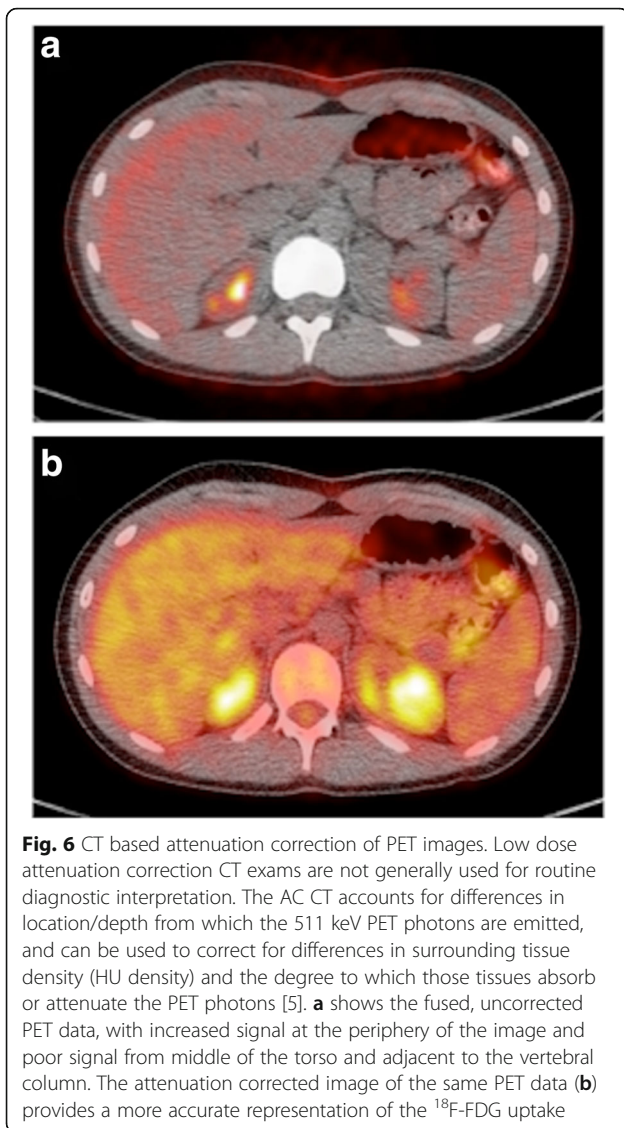 a
b
Fig. 6 CT based attenuation correction of PET images. Low dose
attenuation correction CT exams are not generally used for routine
diagnostic interpretation. The AC CT accounts for differences in
location/depth from which the 511 keV PET photons are emitted,
and can be used to correct for differences in surrounding tissue
density (HU density) and the degree to which those tissues absorb
or attenuate the PET photons [5]. a shows the fused, uncorrected
PET data, with increased signal at the periphery of the image and
poor signal from middle of the torso and adjacent to the vertebral
column. The attenuation corrected image of the same PET data (b)
provides a more accurate representation of the ¹⁸F-FDG uptake